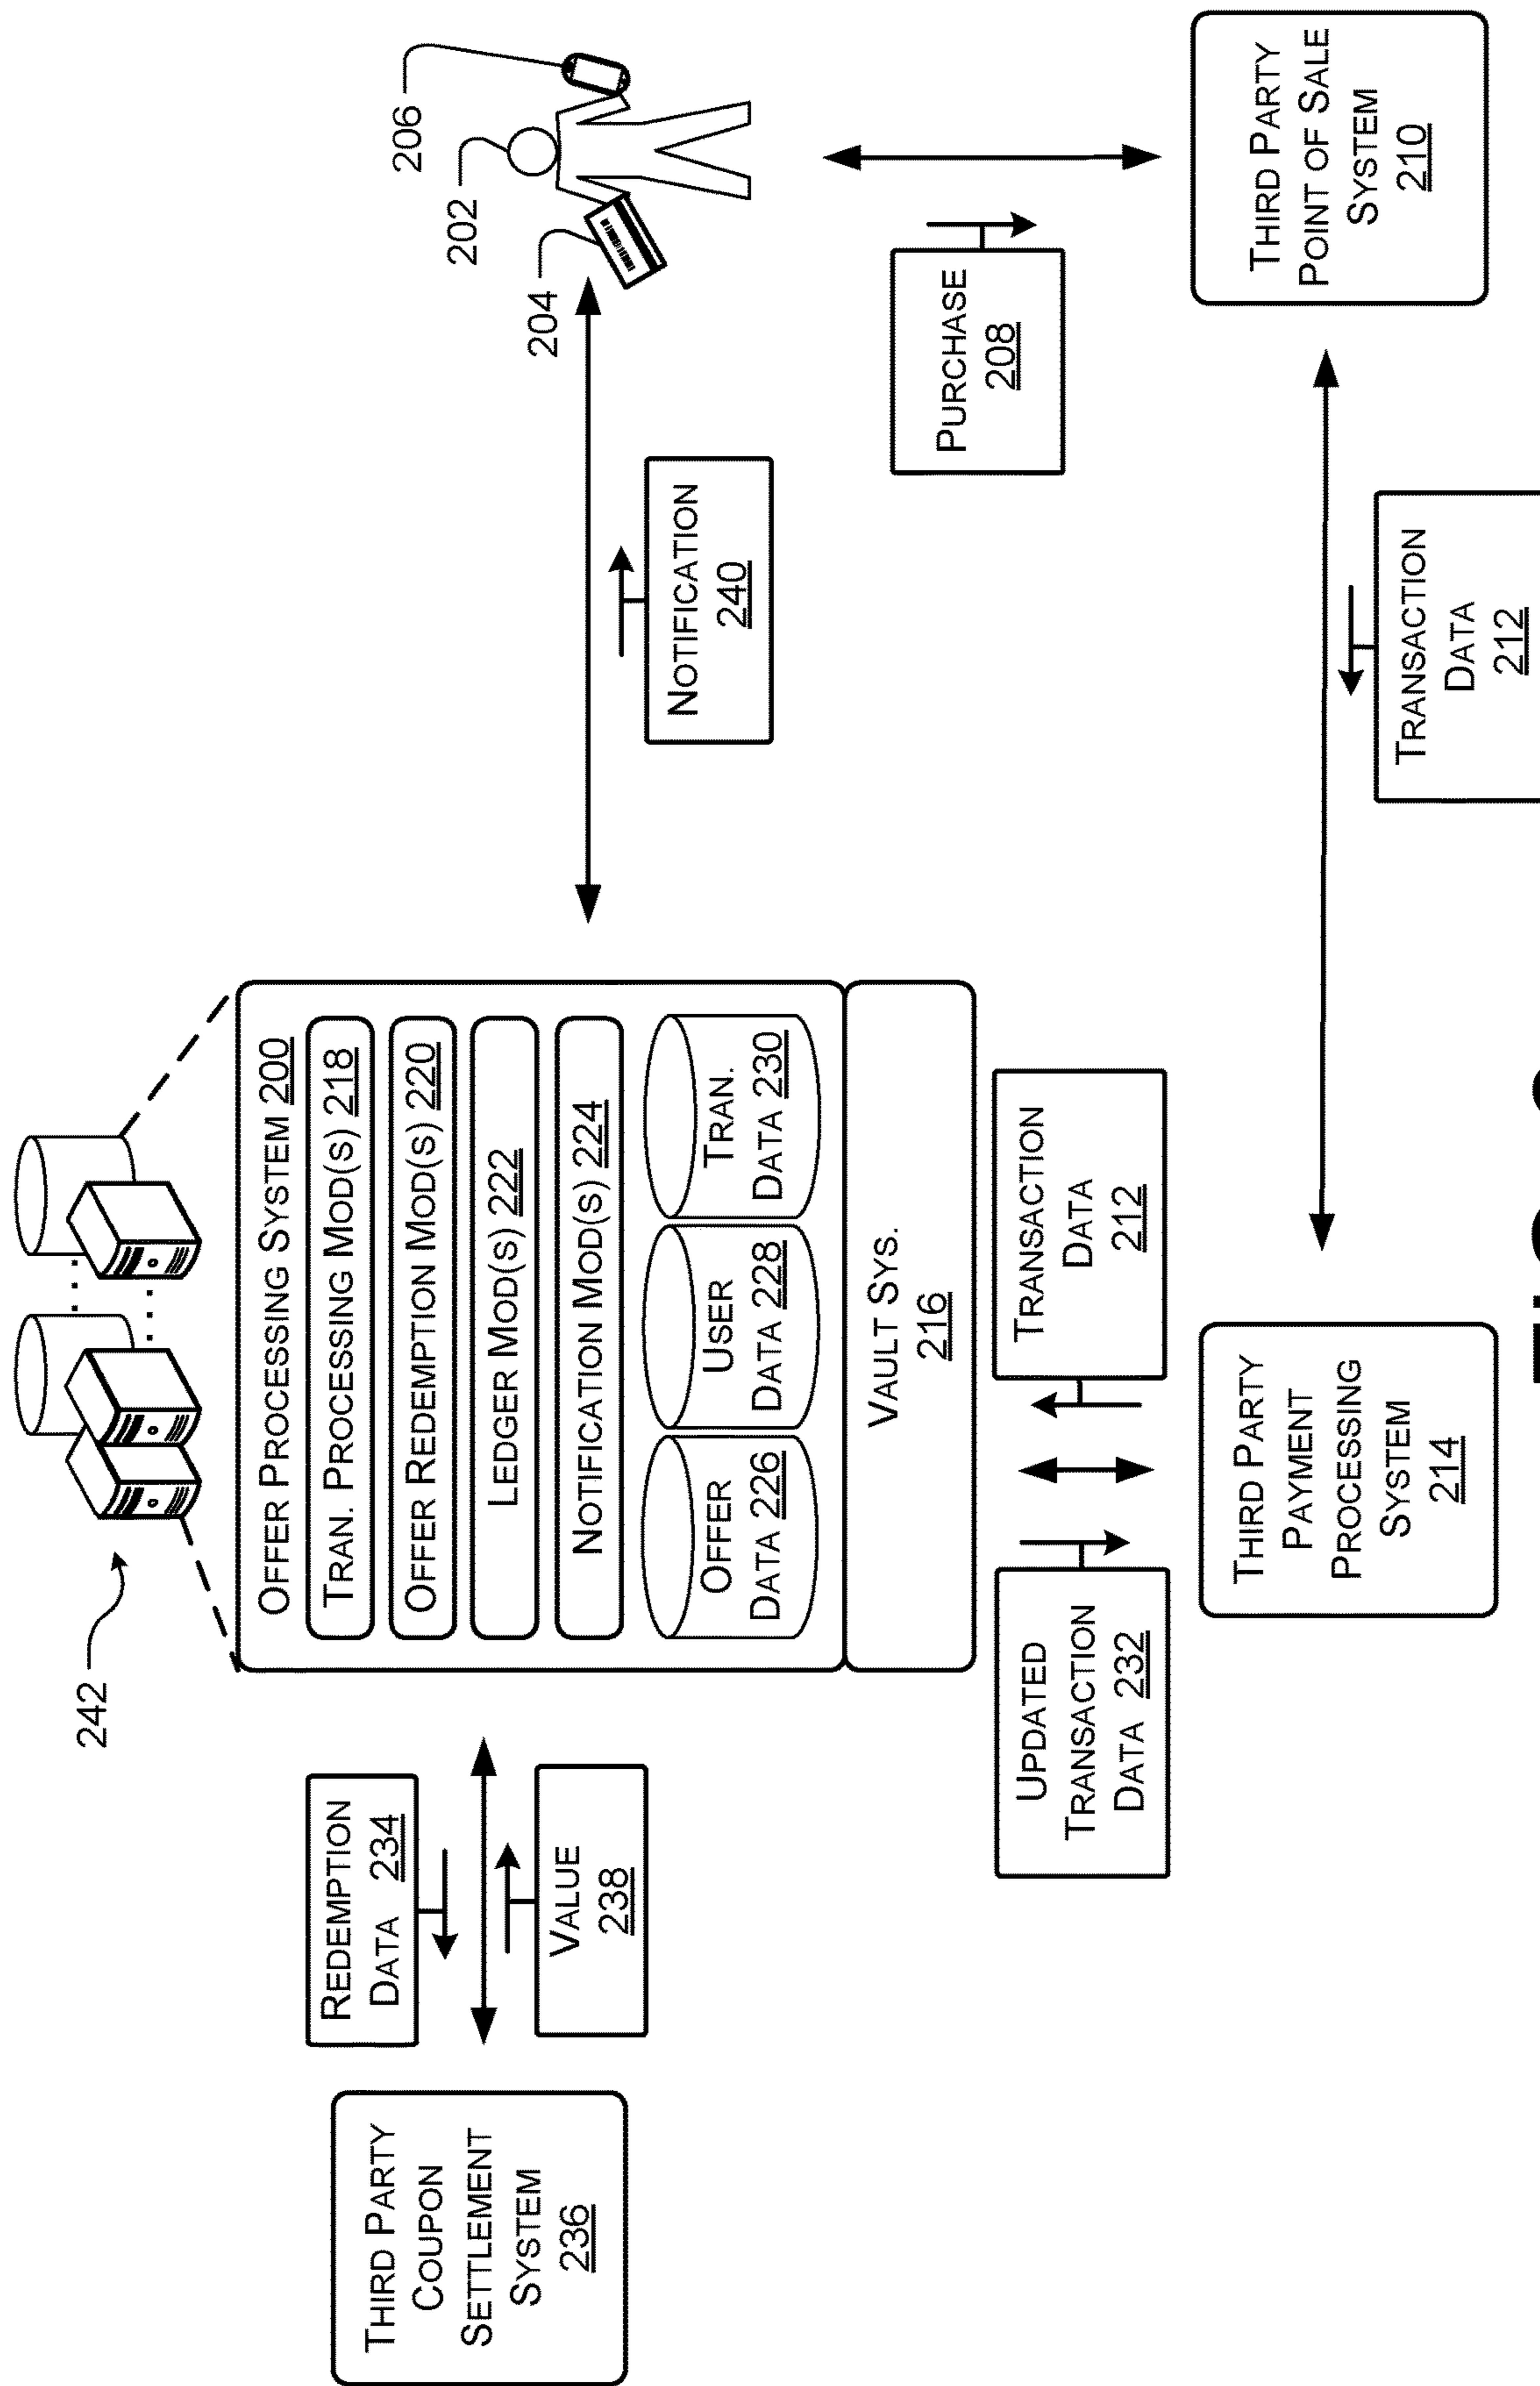 242
OFFER PROCESSING SYSTEM 200
TRAN. PROCESSING MOD(S) 218
OFFER REDEMPTION MOD(S) 220
LEDGER MOD(S) 222
NOTIFICATION MOD(S) 224
OFFER
DATA 226
USER
DATA 228
TRAN.
DATA 230
VAULT SYS.
216
REDEMPTION
DATA 234
VALUE
238
THIRD PARTY
COUPON
SETTLEMENT
SYSTEM
236
206
202
204
NOTIFICATION
240
PURCHASE
208
UPDATED
TRANSACTION
DATA 232
TRANSACTION
DATA
212
THIRD PARTY
PAYMENT
PROCESSING
SYSTEM
214
TRANSACTION
DATA
212
THIRD PARTY
POINT OF SALE
SYSTEM
210